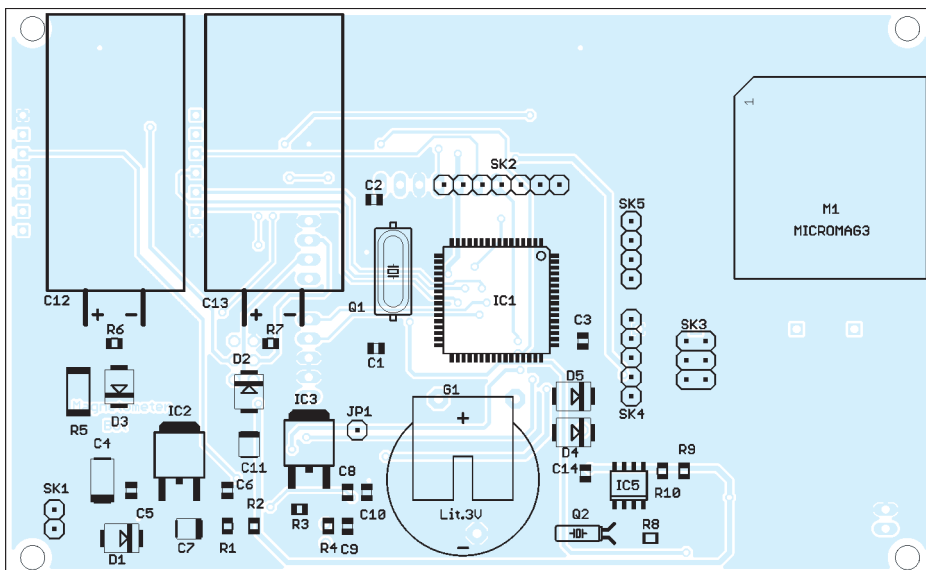 SK2
C2
SK5
1
M1
MICROMAG3
IC1
C12
+ -
C13
+ -
Q1
R6
R7
C3
SK3
C1
D2
D3
D5
G1
+
IC3
JP1
SK4
IC2
R5
D4
C4
C11
C8
C14
R9
R10
IC5
SK1
C6
R2
C5
C10
R3
Lit.3V
Q2
R8
D1
C7
R1
R4
C9
-